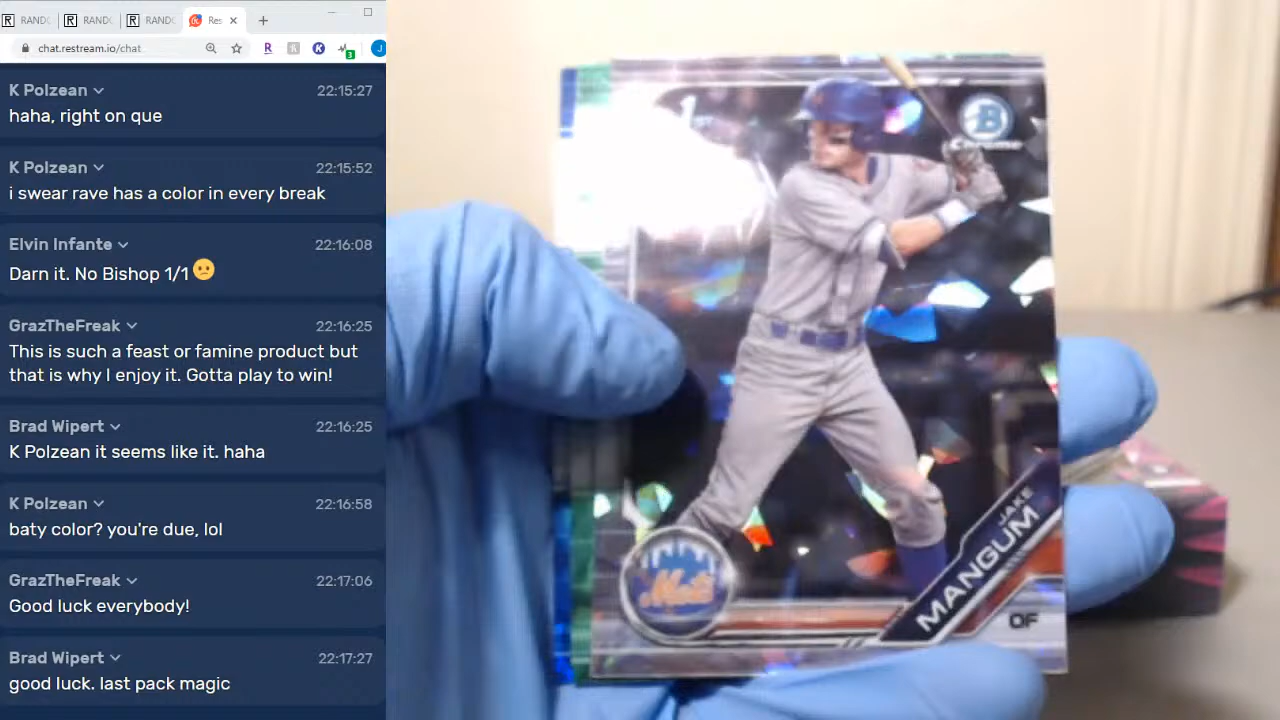 RANDO
RANDO
RANDO
Res
chat.restream.io/chat
K Polzean 22:15:27
haha, right on que
K Polzean 22:15:52
i swear rave has a color in every break
Elvin Infante 22:16:08
Darn it. No Bishop 1/1
GrazTheFreak 22:16:25
This is such a feast or famine product but
that is why I enjoy it. Gotta play to win!
Brad Wipert 22:16:25
K Polzean it seems like it. haha
K Polzean 22:16:58
baty color? you're due, lol
GrazTheFreak 22:17:06
Good luck everybody!
Brad Wipert 22:17:27
good luck. last pack magic
B
Chrome
Mets
JAKE
MANGUM
OF